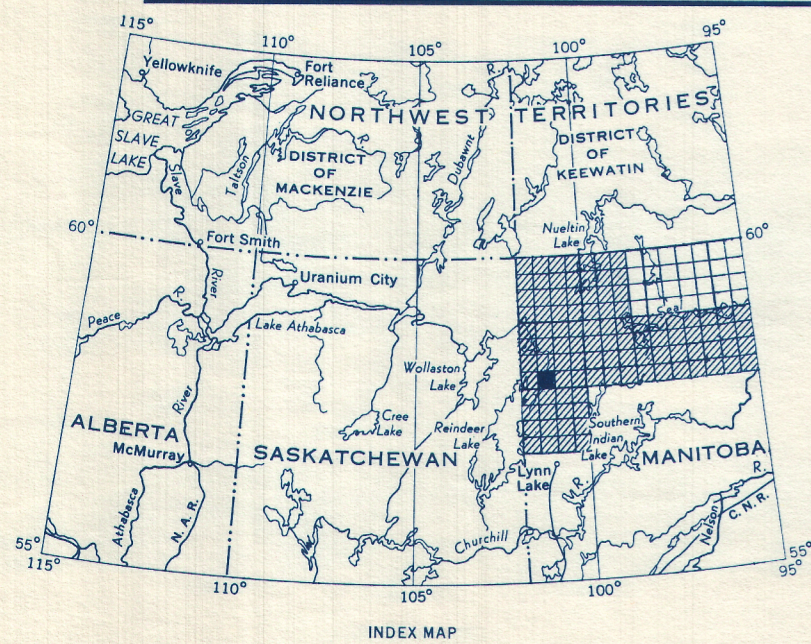 115°
110°
105°
100°
95°
Yellowknife
Fort
Reliance
R.
GREAT
SLAVE
LAKE
NORTHWEST TERRITORIES
DISTRICT
OF
MACKENZIE
R.
DISTRICT
OF
KEEWATIN
Slave
Taltson
Dubawnt
60°
Fort Smith
Nueltin
Lake
60°
River
Uranium City
Peace
R.
Lake Athabasca
Seal
Wollaston
Lake
River
Cree
Lake
Reindeer
Lake
Southern
Indian
Lake
ALBERTA
McMurray
SASKATCHEWAN
MANITOBA
Lynn
Lake
R.
R.
Athabasca
N.A.R.
Churchill
Nelson
C.N.R.
55°
115°
110°
105°
100°
55°
95°
INDEX MAP